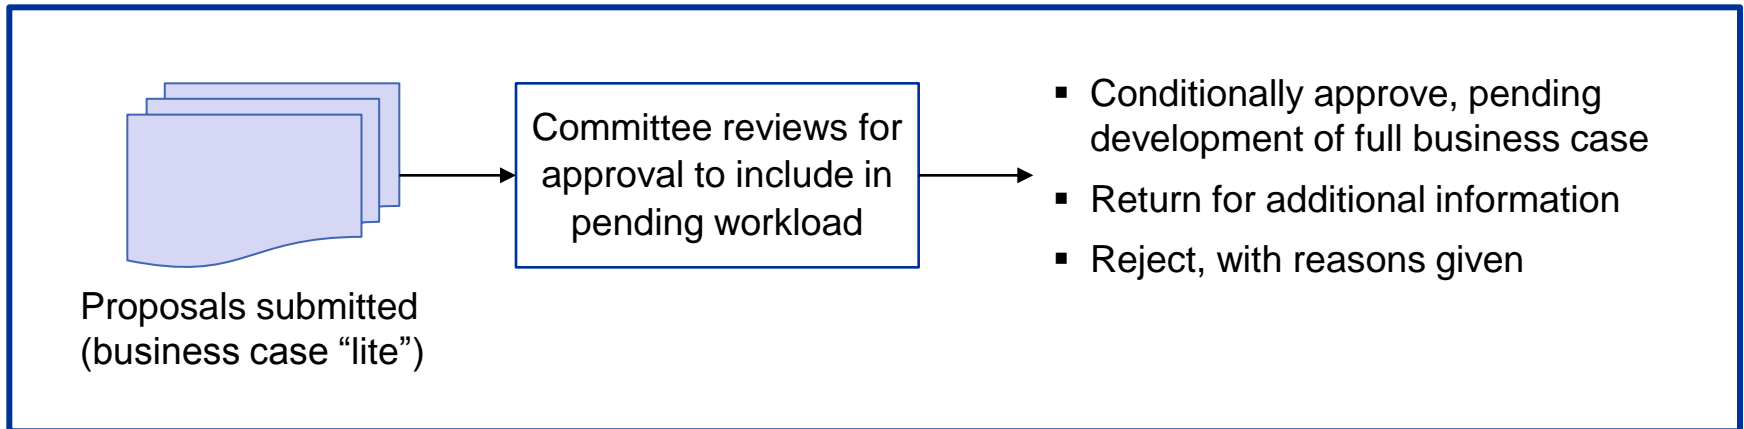 Proposals submitted
(business case “lite”)
Committee reviews for
approval to include in
pending workload
▪ Conditionally approve, pending
development of full business case
▪ Return for additional information
▪ Reject, with reasons given